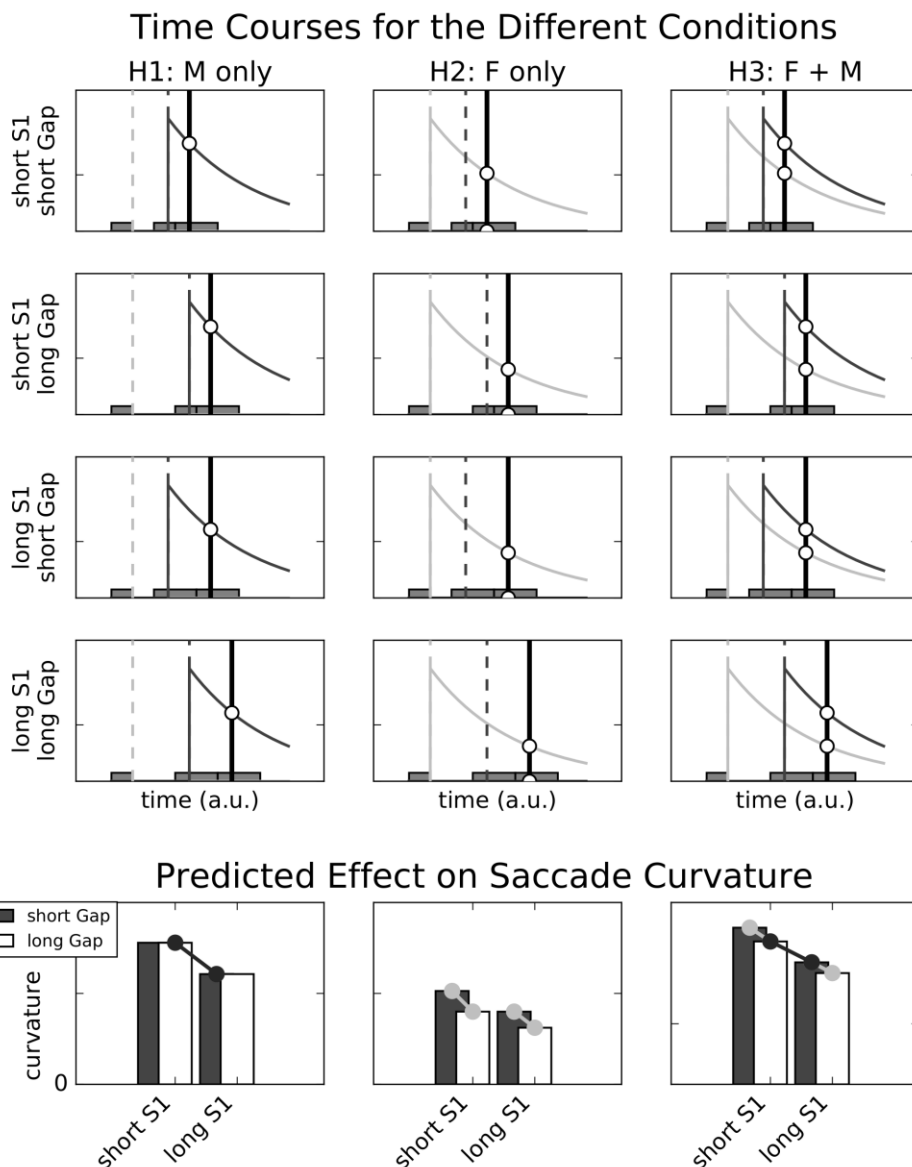 Time Courses for the Different Conditions
H1: M only
H2: F only
H3: F + M
short S1
short Gap
short S1
long Gap
long S1
short Gap
long S1
long Gap
time (a.u.)
time (a.u.)
time (a.u.)
Predicted Effect on Saccade Curvature
short Gap
long Gap
curvature
0
short S1
long S1
short S1
long S1
short S1
long S1